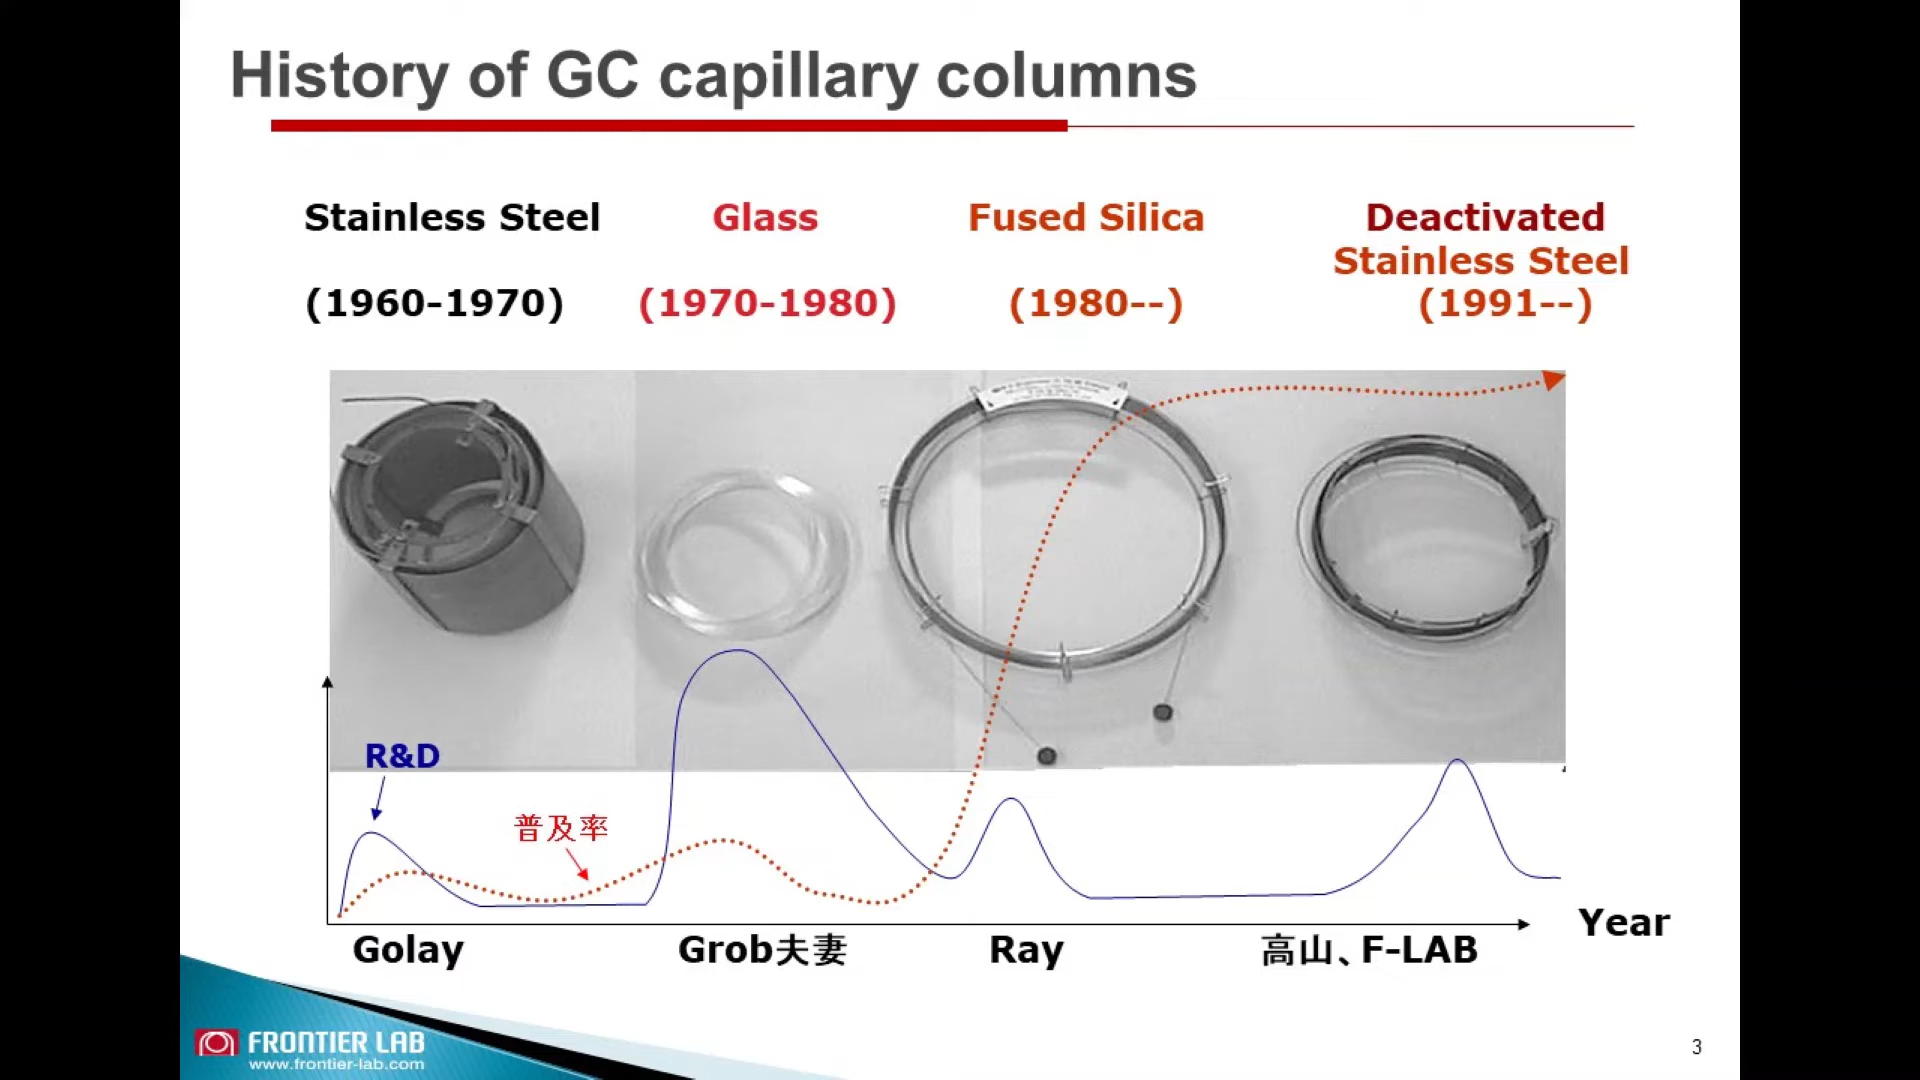 History of GC capillary columns
Stainless Steel
(1960-1970)
Glass
(1970-1980)
Fused Silica
(1980--)
Deactivated
Stainless Steel
(1991--)
R&D
普及率
Year
Golay
Grob夫妻
Ray
高山、F-LAB
FRONTIER LAB
www.frontier-lab.com
3